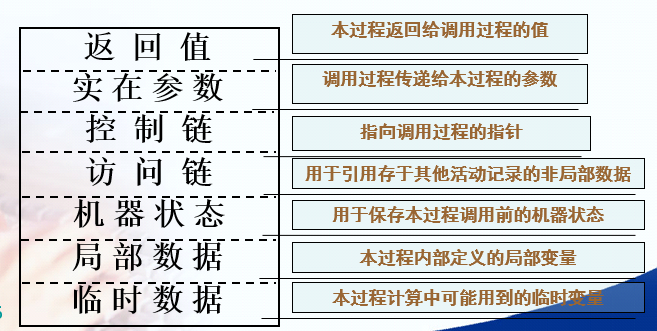 返回值
本过程返回给调用过程的值
实在参数
调用过程传递给本过程的参数
控制链
指向调用过程的指针
访问链
用于引用存于其他活动记录的非局部数据
机器状态
用于保存本过程调用前的机器状态
局部数据
本过程内部定义的局部变量
临时数据
本过程计算中可能用到的临时变量